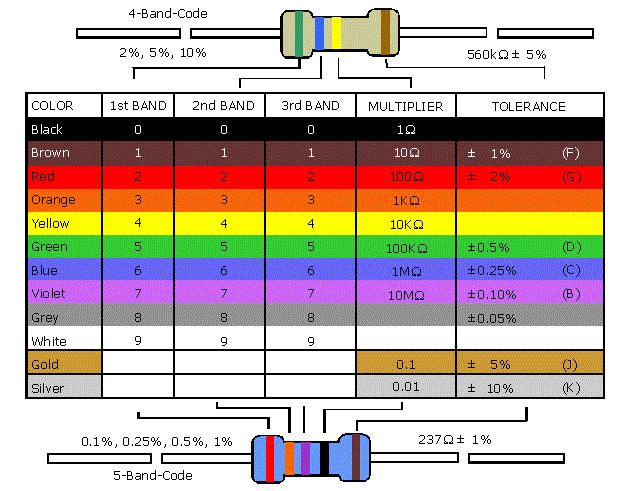 4-Band-Code
2%, 5%, 10%
560kΩ ± 5%
COLOR 1st BAND 2nd BAND 3rd BAND MULTIPLIER TOLERANCE
Black 0 0 0 1Ω
Brown 1 1 1 10Ω ± 1% (F)
Red 2 2 2 100Ω ± 2% (G)
Orange 3 3 3 1KΩ
Yellow 4 4 4 10KΩ
Green 5 5 5 100KΩ ±0.5% (D)
Blue 6 6 6 1MΩ ±0.25% (C)
Violet 7 7 7 10MΩ ±0.10% (B)
Grey 8 8 8 ±0.05%
White 9 9 9
Gold 0.1 ± 5% (J)
Silver 0.01 ± 10% (K)
0.1%, 0.25%, 0.5%, 1%
237Ω ± 1%
5-Band-Code